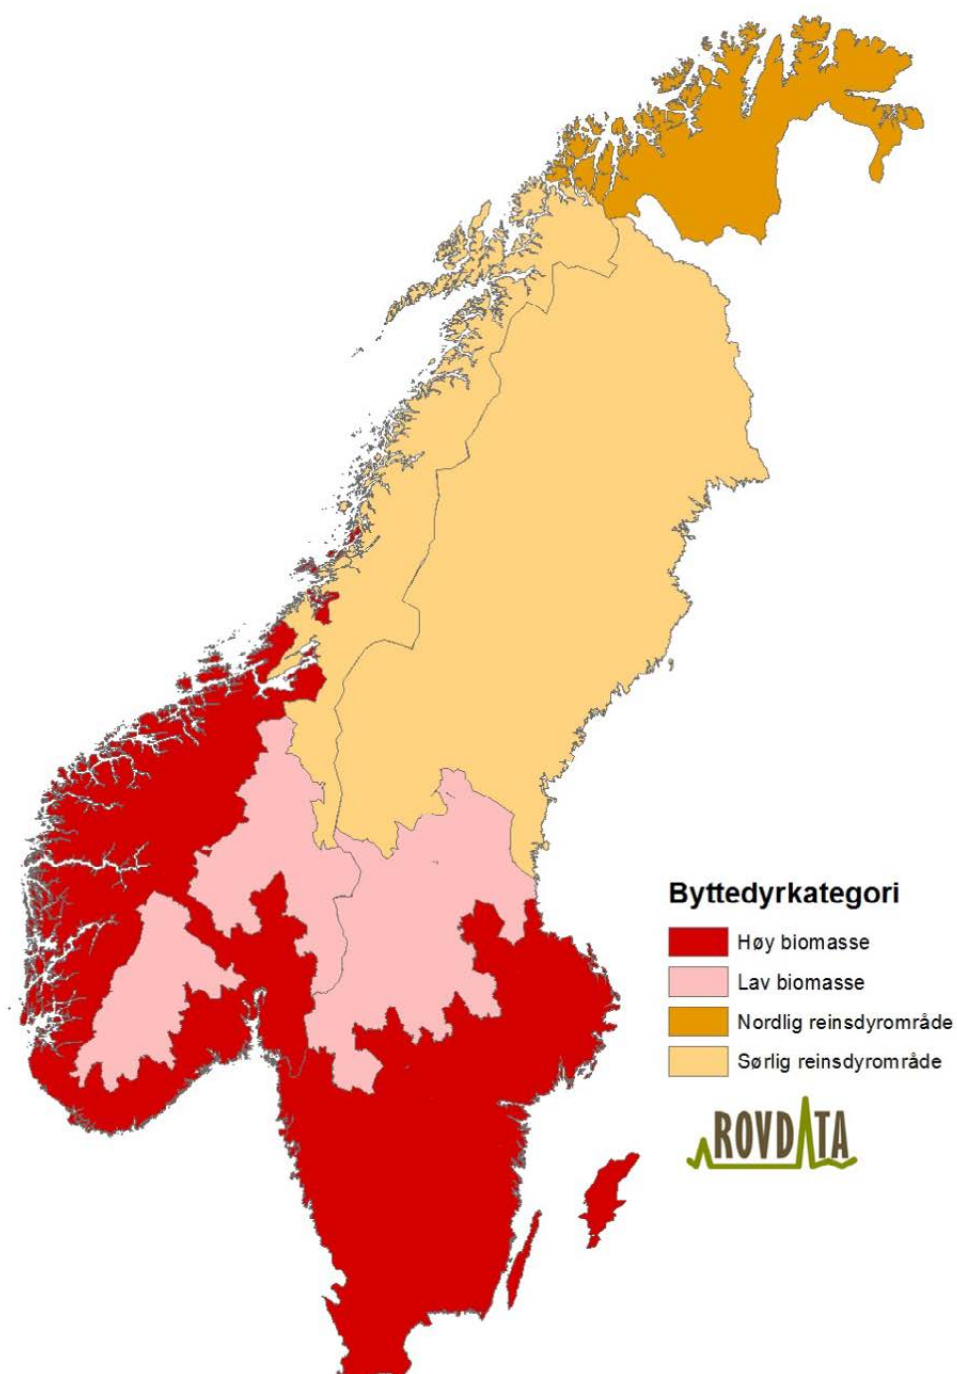 Byttedyrkategori
Høy biomasse
Lav biomasse
Nordlig reinsdyrområde
Sørlig reinsdyrområde
ROVDATA